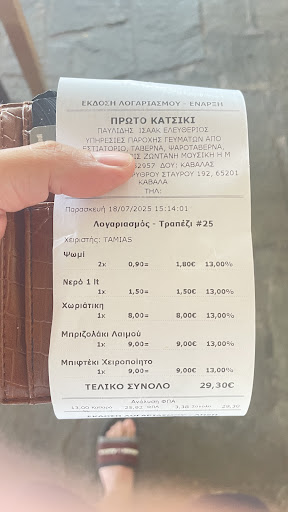 ΕΚΔΟΣΗ ΛΟΓΑΡΙΑΣΜΟΥ - ΕΝΑΡΞΗ
ΠΡΩΤΟ ΚΑΤΣΙΚΙ
ΠΑΥΛΙΔΗΣ ΙΣΑΑΚ ΕΛΕΥΘΕΡΙΟΣ
ΥΠΗΡΕΣΙΕΣ ΠΑΡΟΧΗΣ ΓΕΥΜΑΤΩΝ ΑΠΟ
ΕΣΤΙΑΤΟΡΙΟ, ΤΑΒΕΡΝΑ, ΨΑΡΟΤΑΒΕΡΝΑ,
ΖΩΝΤΑΝΗ ΜΟΥΣΙΚΗ Η Μ
2957 ΔΟΥ: ΚΑΒΑΛΑΣ
ΣΤΑΥΡΟΥ 192, 65201
ΚΑΒΑΛΑ
ΤΗΛ:
Παρασκευή 18/07/2025 15:14:01
Λογαριασμός - Τραπέζι #25
Χειριστής: TAMIAS
Ψωμί
2x 0,90= 1,80€ 13,00%
Νερό 1 lt
1x 1,50= 1,50€ 13,00%
Χωριάτικη
1x 8,00= 8,00€ 13,00%
Μπριζολάκι Λαιμού
1x 9,00= 9,00€ 13,00%
Μπιφτέκι Χειροποίητο
1x 9,00= 9,00€ 13,00%
ΤΕΛΙΚΟ ΣΥΝΟΛΟ 29,30€
Ανάλυση ΦΠΑ